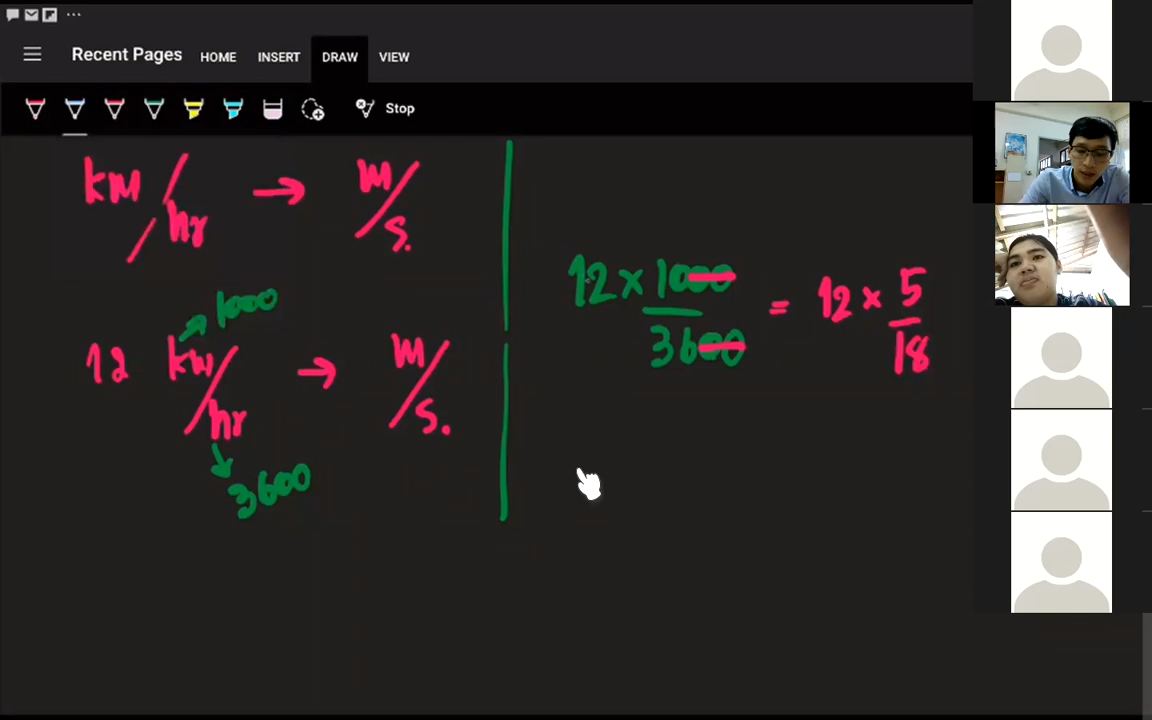 Recent Pages HOME INSERT DRAW VIEW
Stop
km/hr → m/s.
1000
12 km/hr → m/s.
3600
12 × 1000/3600 = 12 × 5/18